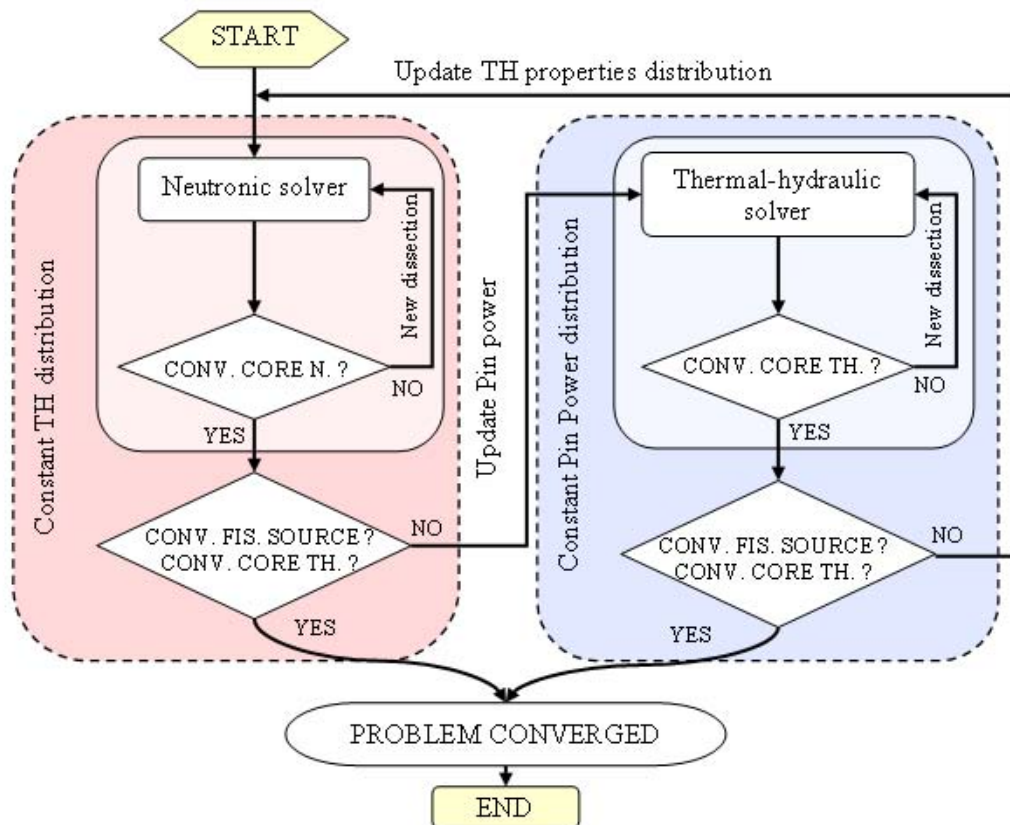 START
Update TH properties distribution
Neutronic solver
New dissection
CONV. CORE N. ?
NO
YES
CONV. FIS. SOURCE?
CONV. CORE TH. ?
NO
YES
Constant TH distribution
Update Pin power
Constant Pin Power distribution
Thermal-hydraulic
solver
New dissection
CONV. CORE TH. ?
NO
YES
CONV. FIS. SOURCE?
CONV. CORE TH. ?
NO
YES
PROBLEM CONVERGED
END